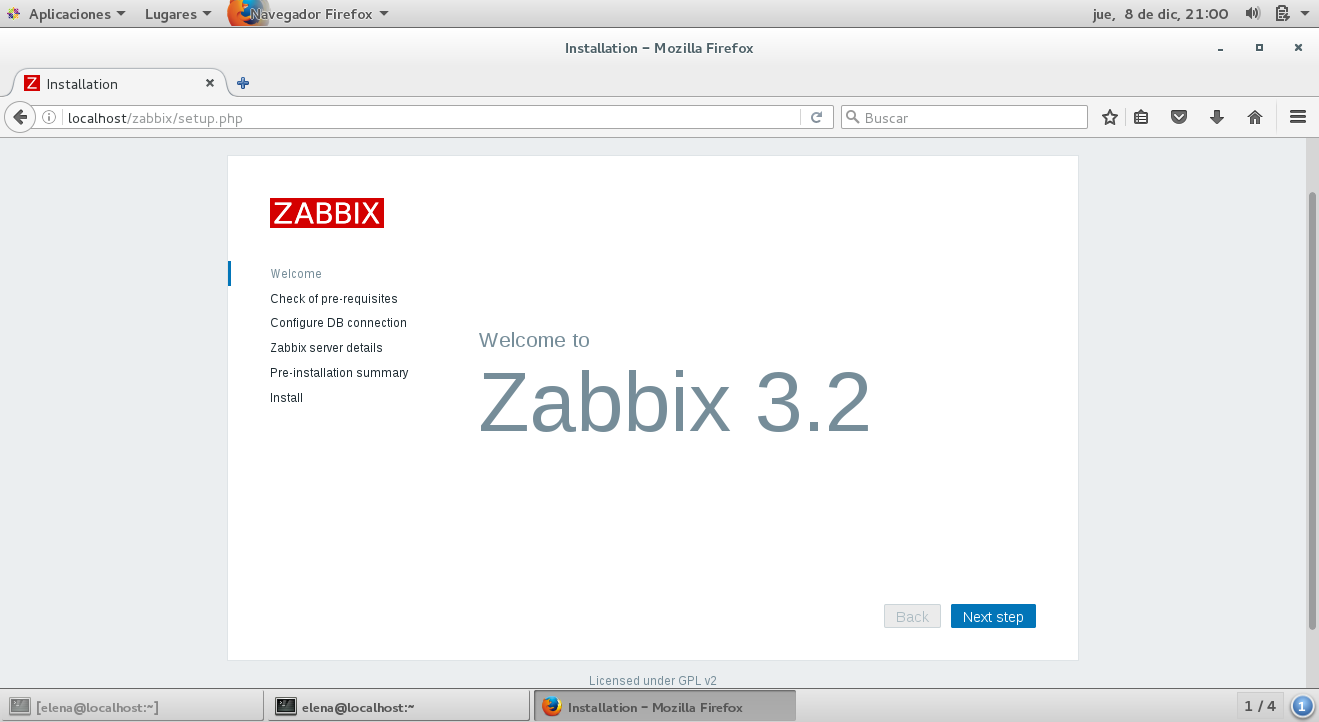 Aplicaciones Lugares Navegador Firefox jue, 8 de dic, 21:00
Installation – Mozilla Firefox
Z Installation
localhost/zabbix/setup.php Buscar
ZABBIX
Welcome
Check of pre-requisites
Configure DB connection
Zabbix server details
Pre-installation summary
Install
Welcome to
Zabbix 3.2
Back Next step
Licensed under GPL v2
[elena@localhost:~] elena@localhost:~ Installation – Mozilla Firefox 1 / 4 1